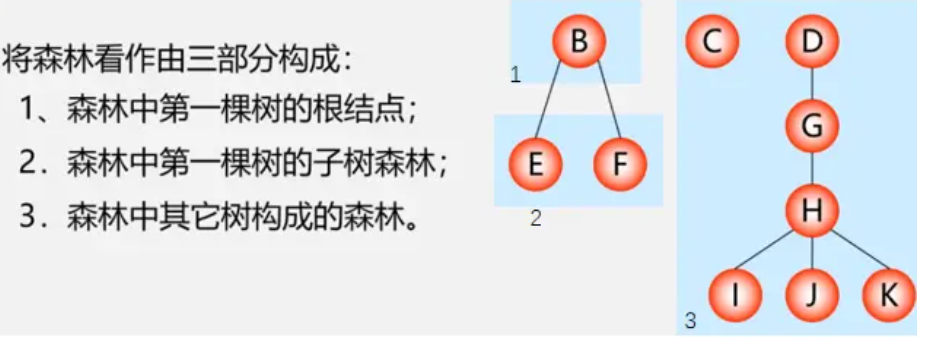 将森林看作由三部分构成：
1、森林中第一棵树的根结点；
2．森林中第一棵树的子树森林；
3．森林中其它树构成的森林。
B
1
E F
2
C D
G
H
I J K
3